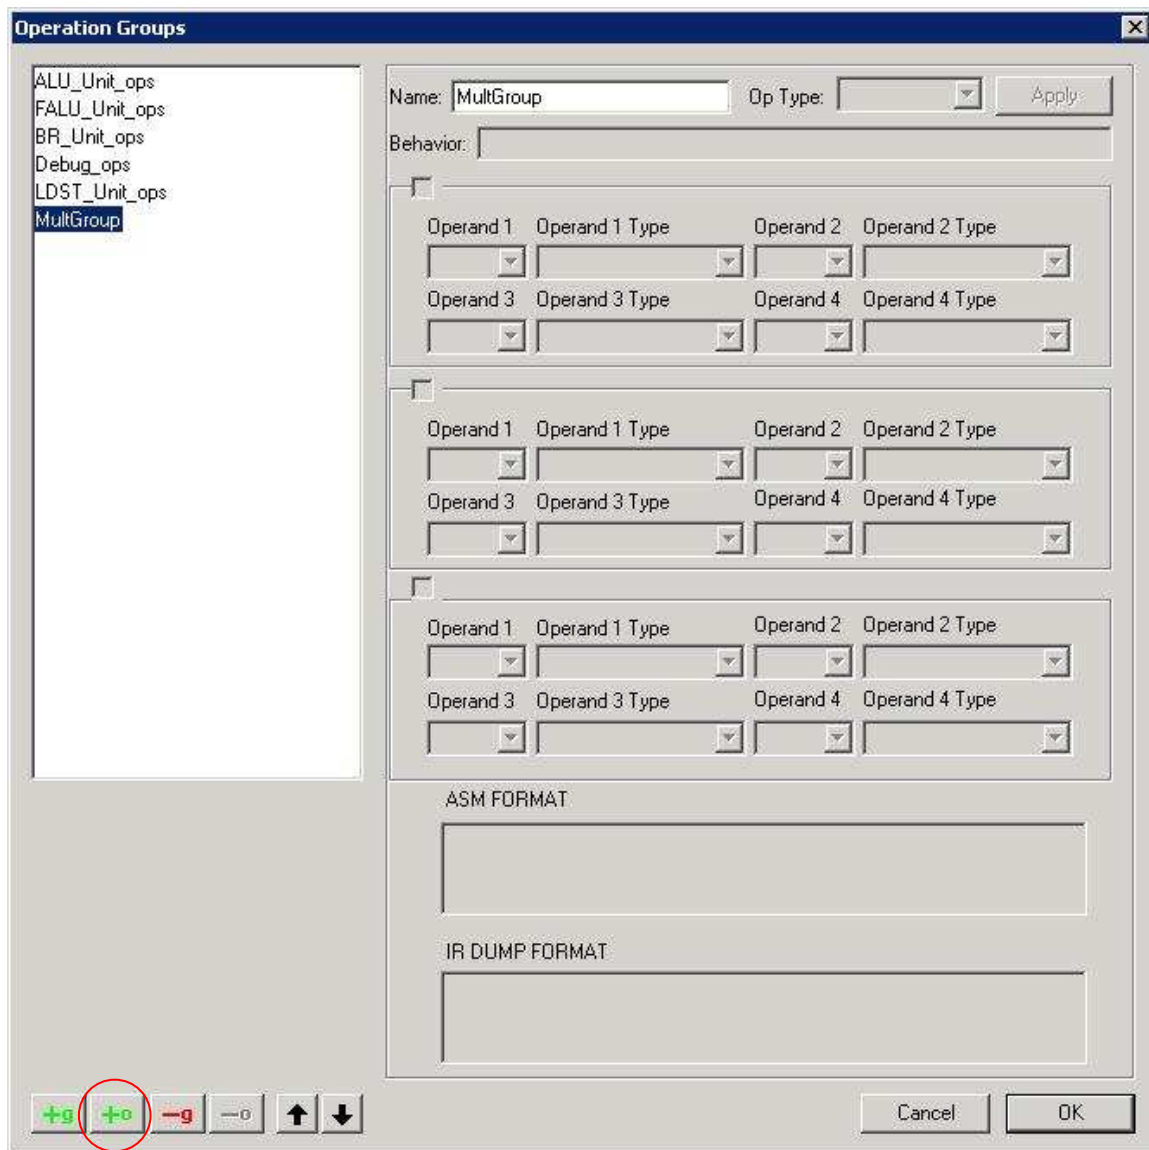 Operation Groups
ALU_Unit_ops
FALU_Unit_ops
BR_Unit_ops
Debug_ops
LDST_Unit_ops
MultGroup
Name: MultGroup Op Type: Apply
Behavior:
Operand 1 Operand 1 Type Operand 2 Operand 2 Type
Operand 3 Operand 3 Type Operand 4 Operand 4 Type
Operand 1 Operand 1 Type Operand 2 Operand 2 Type
Operand 3 Operand 3 Type Operand 4 Operand 4 Type
Operand 1 Operand 1 Type Operand 2 Operand 2 Type
Operand 3 Operand 3 Type Operand 4 Operand 4 Type
ASM FORMAT
IR DUMP FORMAT
+g +o -g -o Cancel OK